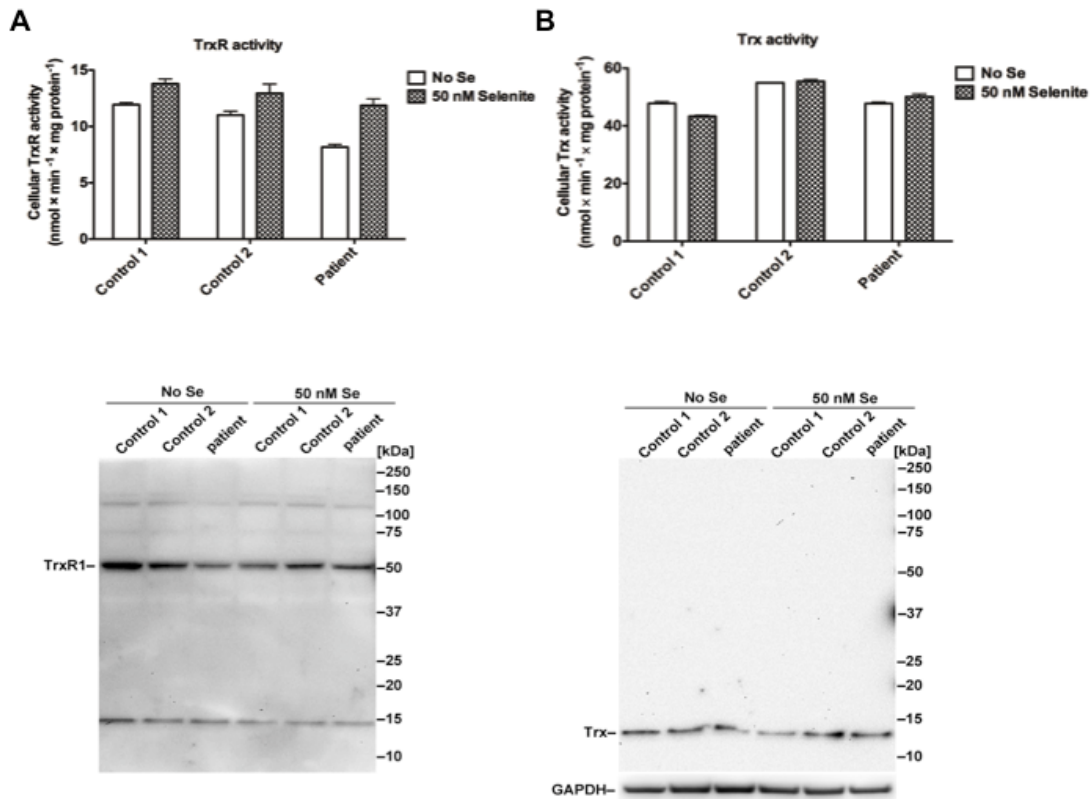 A
TrxR activity
Cellular TrxR activity
(nmol × min⁻¹ × mg protein⁻¹)
15
10
5
0
Control 1
Control 2
Patient
No Se
50 nM Selenite
B
Trx activity
Cellular Trx activity
(nmol × min ⁻¹ × mg protein⁻¹)
60
40
20
0
Control 1
Control 2
Patient
No Se
50 nM Selenite
No Se
50 nM Se
Control 1
Control 2
patient
Control 1
Control 2
patient
[kDa]
TrxR1–
–250
–150
–100
–75
–50
–37
–25
–20
–15
–10
No Se
50 nM Se
Control 1
Control 2
patient
Control 1
Control 2
patient
[kDa]
–250
–150
–100
–75
–50
–37
–25
–20
–15
–10
Trx–
GAPDH–